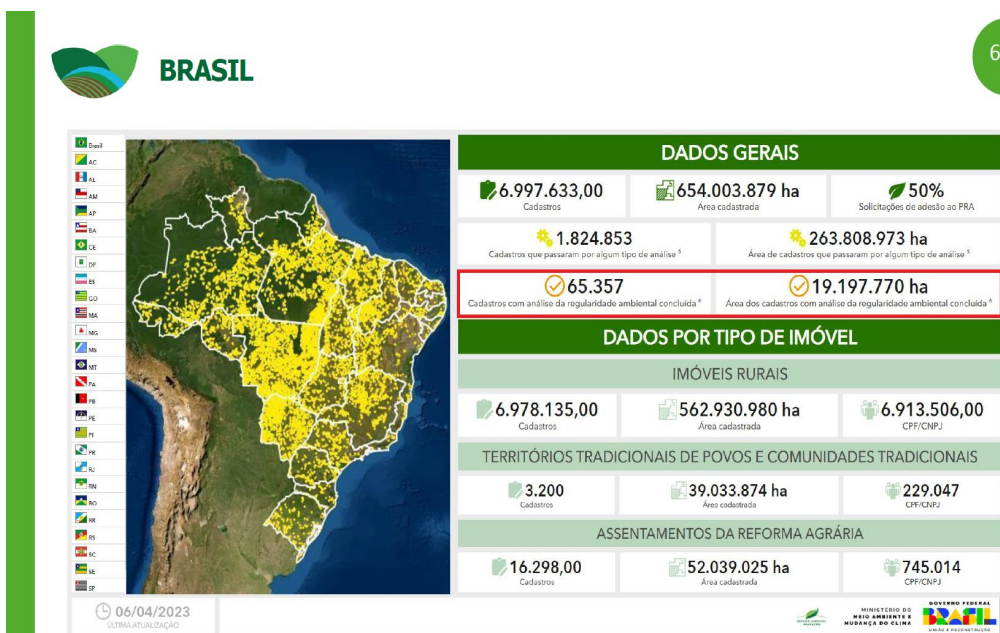 6
BRASIL
Brasil
AC
AL
AM
AP
BA
CE
DF
ES
GO
MA
MG
MS
MT
PA
PB
PE
PI
PR
RJ
RN
RO
RR
RS
SC
SE
SP
DADOS GERAIS
6.997.633,00
Cadastros
654.003.879 ha
Área cadastrada
50%
Solicitações de adesão ao PRA
1.824.853
Cadastros que passaram por algum tipo de análise ⁵
263.808.973 ha
Área de cadastros que passaram por algum tipo de análise ⁵
65.357
Cadastros com análise da regularidade ambiental concluída ⁶
19.197.770 ha
Área dos cadastros com análise da regularidade ambiental concluída ⁶
DADOS POR TIPO DE IMÓVEL
IMÓVEIS RURAIS
6.978.135,00
Cadastros
562.930.980 ha
Área cadastrada
6.913.506,00
CPF/CNPJ
TERRITÓRIOS TRADICIONAIS DE POVOS E COMUNIDADES TRADICIONAIS
3.200
Cadastros
39.033.874 ha
Área cadastrada
229.047
CPF/CNPJ
ASSENTAMENTOS DA REFORMA AGRÁRIA
16.298,00
Cadastros
52.039.025 ha
Área cadastrada
745.014
CPF/CNPJ
06/04/2023
ÚLTIMA ATUALIZAÇÃO
MINISTÉRIO DO
MEIO AMBIENTE E
MUDANÇA DO CLIMA
GOVERNO FEDERAL
BRASIL
UNIÃO E RECONSTRUÇÃO